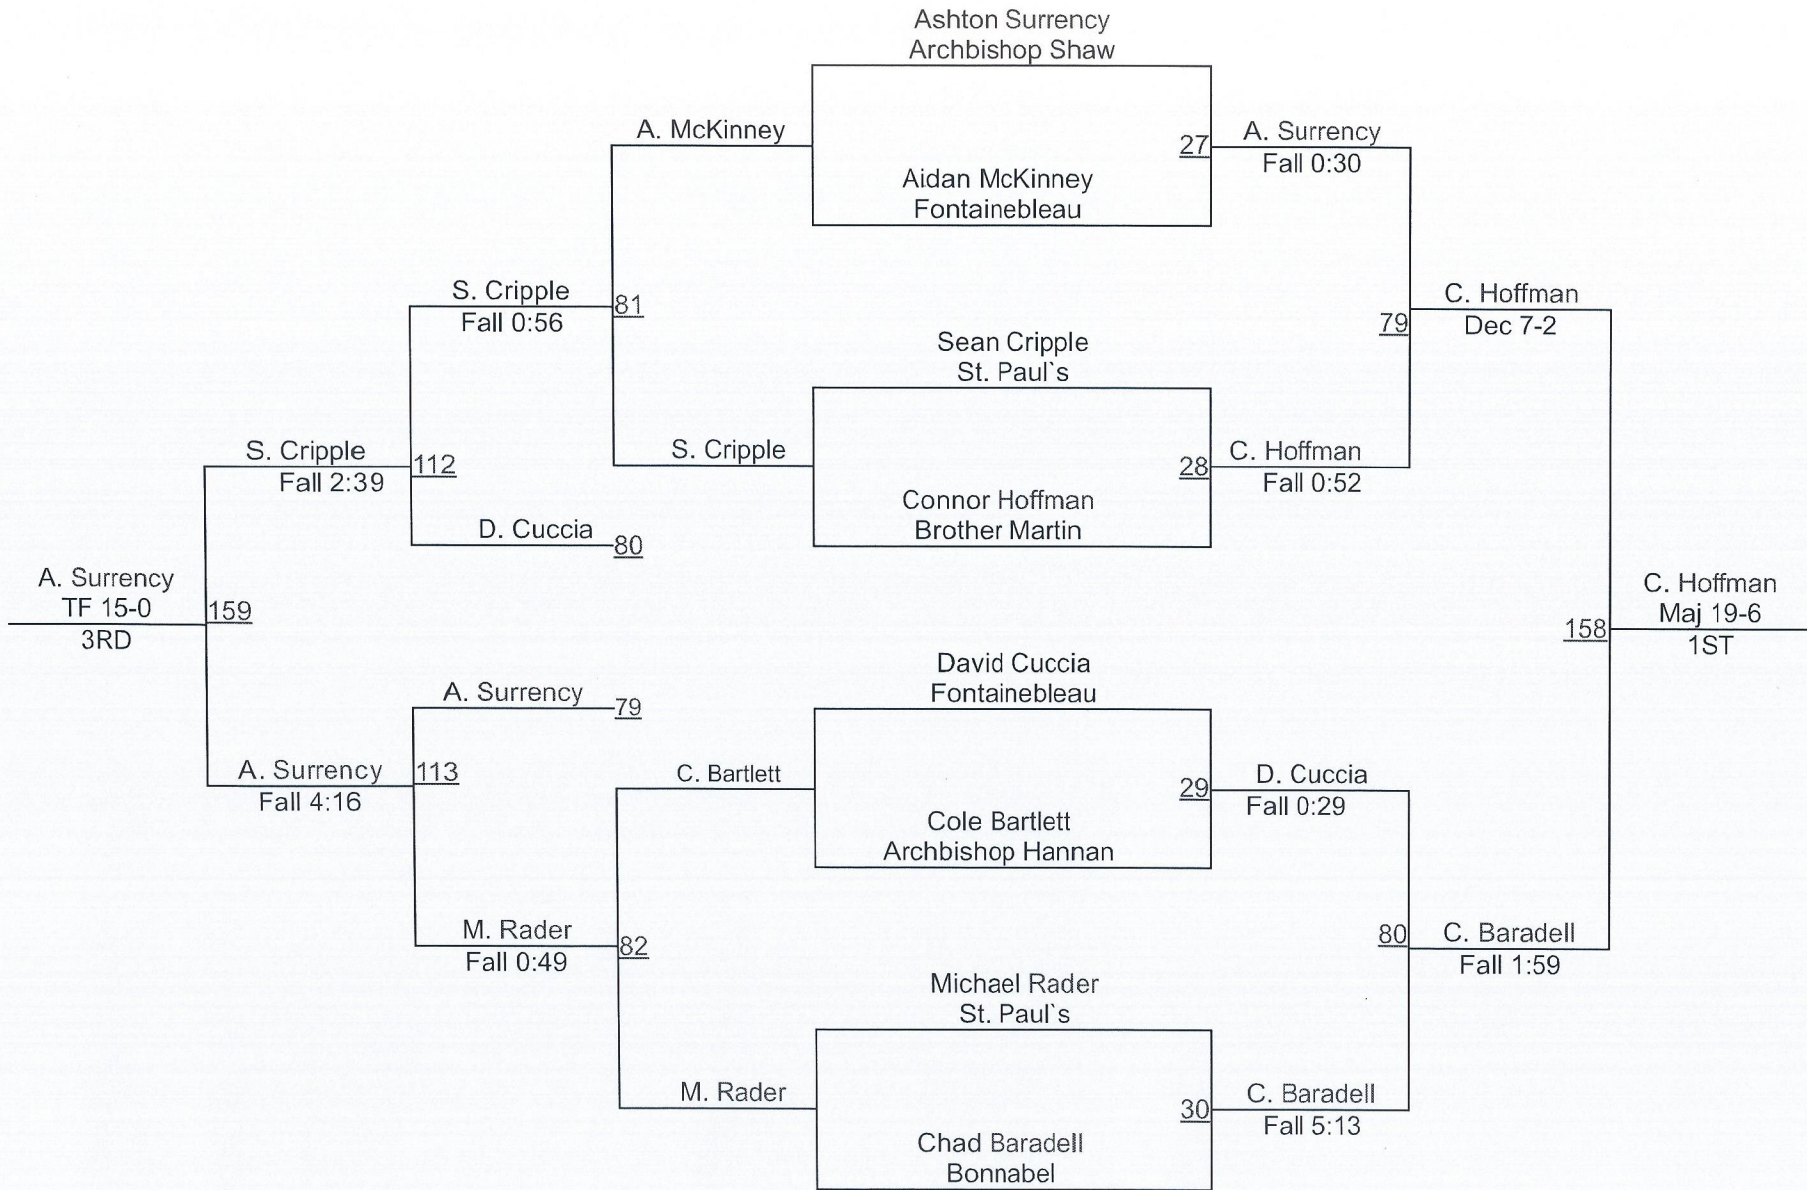 Ashton Surrency
Archbishop Shaw
A. McKinney
27
A. Surrency
Fall 0:30
Aidan McKinney
Fontainebleau
S. Cripple
Fall 0:56
81
79
C. Hoffman
Dec 7-2
Sean Cripple
St. Paul`s
S. Cripple
Fall 2:39
112
S. Cripple
28
C. Hoffman
Fall 0:52
Connor Hoffman
Brother Martin
D. Cuccia
80
A. Surrency
TF 15-0
3RD
159
158
C. Hoffman
Maj 19-6
1ST
David Cuccia
Fontainebleau
A. Surrency
79
A. Surrency
Fall 4:16
113
C. Bartlett
29
D. Cuccia
Fall 0:29
Cole Bartlett
Archbishop Hannan
M. Rader
Fall 0:49
82
80
C. Baradell
Fall 1:59
Michael Rader
St. Paul`s
M. Rader
30
C. Baradell
Fall 5:13
Chad Baradell
Bonnabel